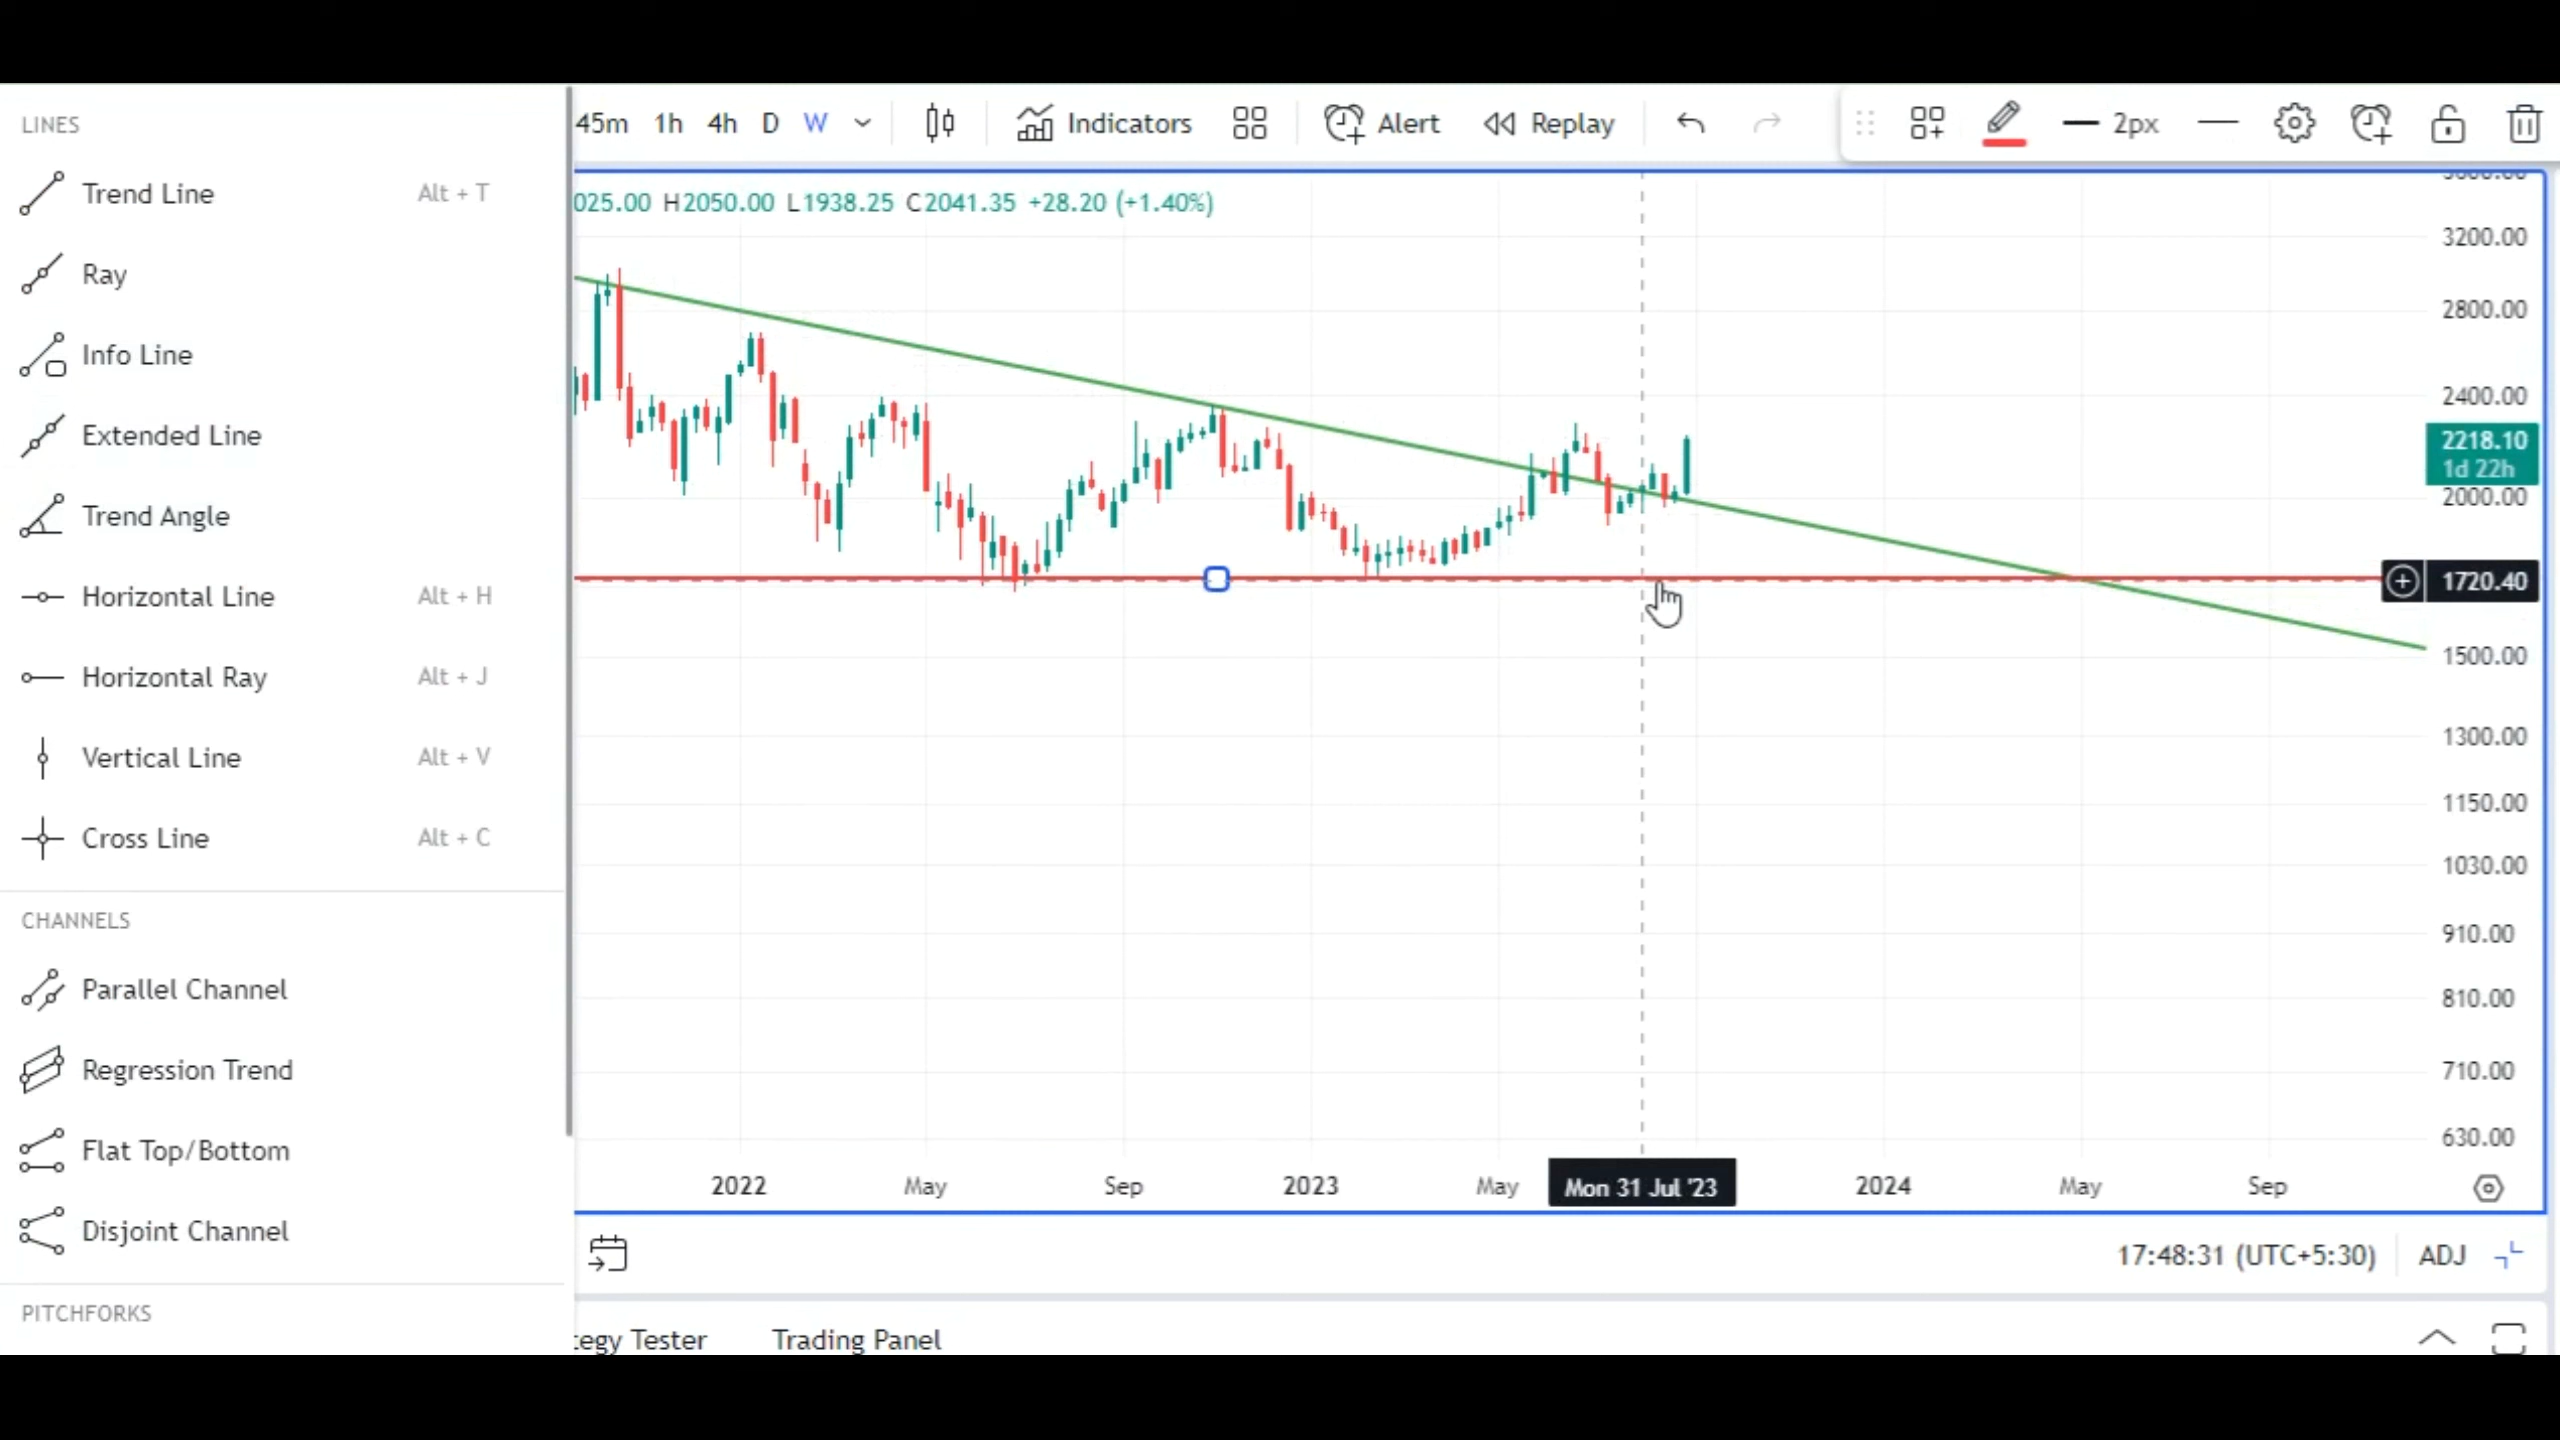 LINES
Trend Line Alt + T
Ray
Info Line
Extended Line
Trend Angle
Horizontal Line Alt + H
Horizontal Ray Alt + J
Vertical Line Alt + V
Cross Line Alt + C
CHANNELS
Parallel Channel
Regression Trend
Flat Top/Bottom
Disjoint Channel
PITCHFORKS
45m 1h 4h D W Indicators Alert Replay 2px
025.00 H2050.00 L1938.25 C2041.35 +28.20 (+1.40%)
3200.00
2800.00
2400.00
2218.10
1d 22h
2000.00
1720.40
1500.00
1300.00
1150.00
1030.00
910.00
810.00
710.00
630.00
2022 May Sep 2023 May Mon 31 Jul '23 2024 May Sep
17:48:31 (UTC+5:30) ADJ
tegy Tester Trading Panel